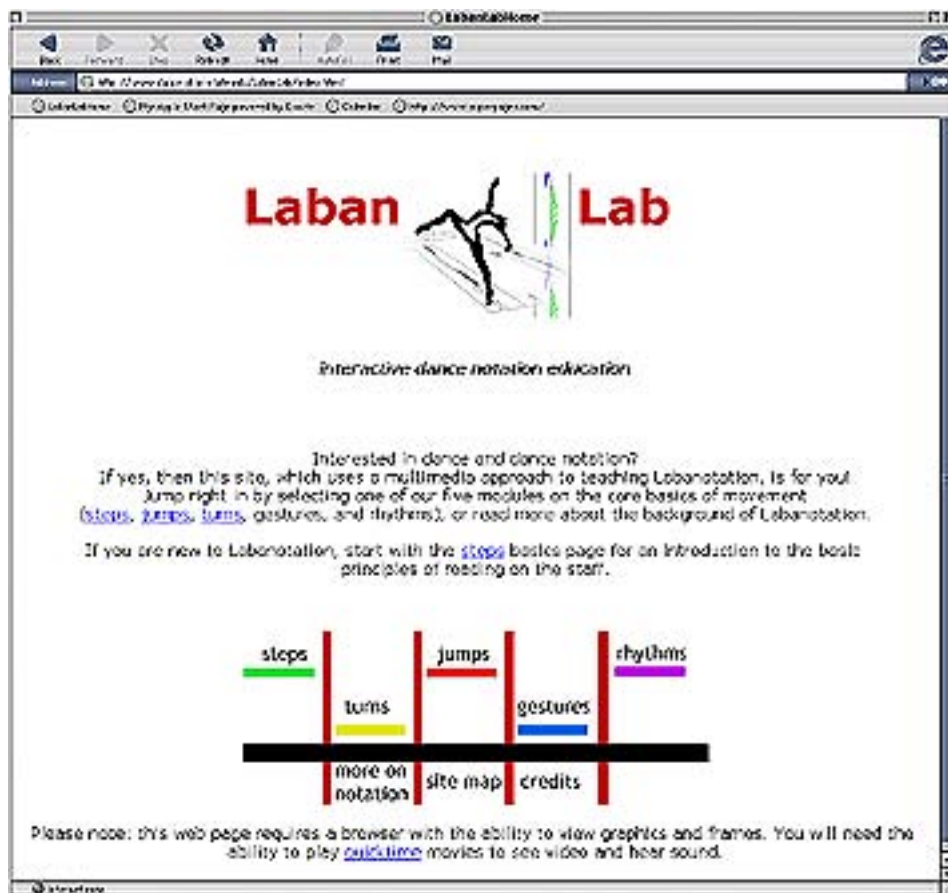 LabanLabHome
Back Forward Stop Refresh Home Print Mail
Laban Lab
Interactive dance notation education
Interested in dance and dance notation?
If yes, then this site, which uses a multimedia approach to teaching Labanotation, is for you!
Jump right in by selecting one of our five modules on the core basics of movement
(steps, jumps, turns, gestures, and rhythms), or read more about the background of Labanotation.
If you are new to Labanotation, start with the steps basics page for an introduction to the basic
principles of reading on the staff.
steps jumps rhythms
turns gestures
more on
notation site map credits
Please note: this web page requires a browser with the ability to view graphics and frames. You will need the
ability to play quicktime movies to see video and hear sound.